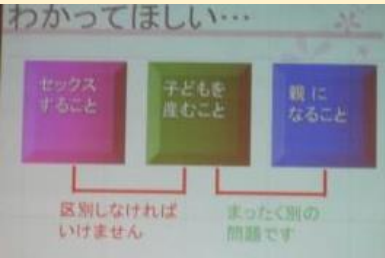 わかってほしい…
セックス
すること
子どもを
産むこと
親に
なること
区別しなければ
いけません
まったく別の
問題です